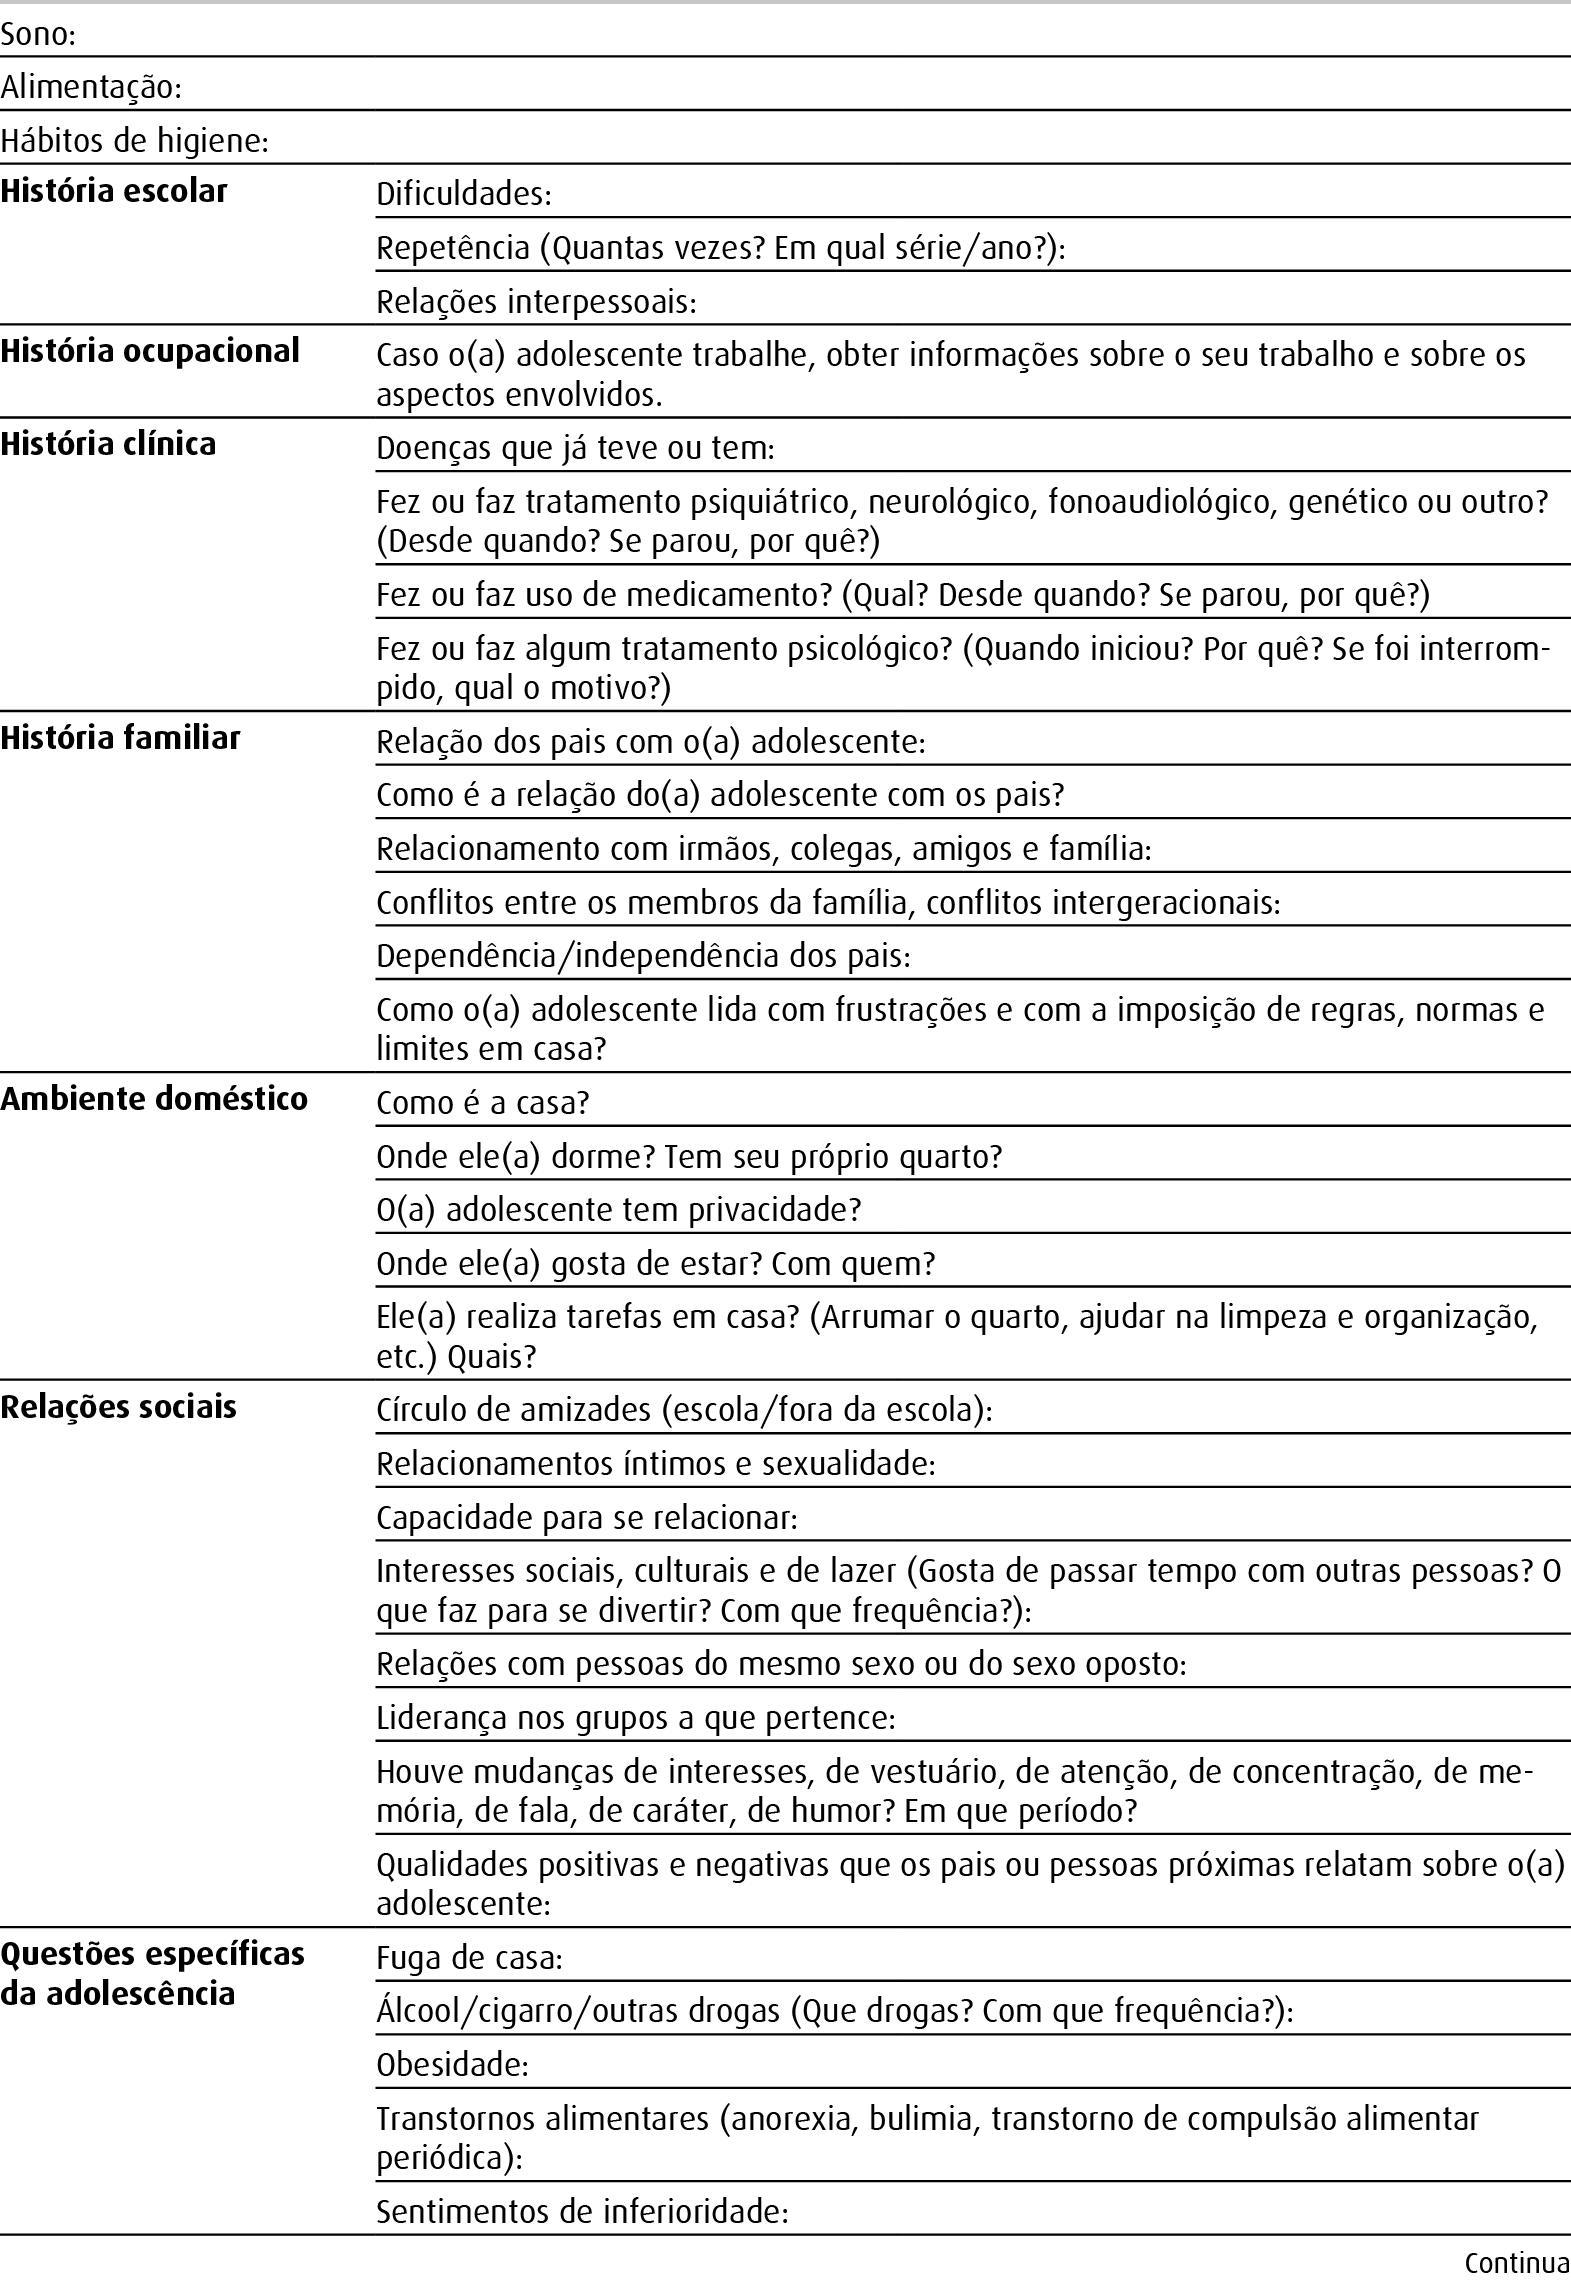 Sono:
Alimentação:
Hábitos de higiene:
História escolar
Dificuldades:
Repetência (Quantas vezes? Em qual série/ano?):
Relações interpessoais:
História ocupacional
Caso o(a) adolescente trabalhe, obter informações sobre o seu trabalho e sobre os
aspectos envolvidos.
História clínica
Doenças que já teve ou tem:
Fez ou faz tratamento psiquiátrico, neurológico, fonoaudiológico, genético ou outro?
(Desde quando? Se parou, por quê?)
Fez ou faz uso de medicamento? (Qual? Desde quando? Se parou, por quê?)
Fez ou faz algum tratamento psicológico? (Quando iniciou? Por quê? Se foi interrom-
pido, qual o motivo?)
História familiar
Relação dos pais com o(a) adolescente:
Como é a relação do(a) adolescente com os pais?
Relacionamento com irmãos, colegas, amigos e família:
Conflitos entre os membros da família, conflitos intergeracionais:
Dependência/independência dos pais:
Como o(a) adolescente lida com frustrações e com a imposição de regras, normas e
limites em casa?
Ambiente doméstico
Como é a casa?
Onde ele(a) dorme? Tem seu próprio quarto?
O(a) adolescente tem privacidade?
Onde ele(a) gosta de estar? Com quem?
Ele(a) realiza tarefas em casa? (Arrumar o quarto, ajudar na limpeza e organização,
etc.) Quais?
Relações sociais
Círculo de amizades (escola/fora da escola):
Relacionamentos íntimos e sexualidade:
Capacidade para se relacionar:
Interesses sociais, culturais e de lazer (Gosta de passar tempo com outras pessoas? O
que faz para se divertir? Com que frequência?):
Relações com pessoas do mesmo sexo ou do sexo oposto:
Liderança nos grupos a que pertence:
Houve mudanças de interesses, de vestuário, de atenção, de concentração, de me-
mória, de fala, de caráter, de humor? Em que período?
Qualidades positivas e negativas que os pais ou pessoas próximas relatam sobre o(a)
adolescente:
Questões específicas
da adolescência
Fuga de casa:
Álcool/cigarro/outras drogas (Que drogas? Com que frequência?):
Obesidade:
Transtornos alimentares (anorexia, bulimia, transtorno de compulsão alimentar
periódica):
Sentimentos de inferioridade:
Continua